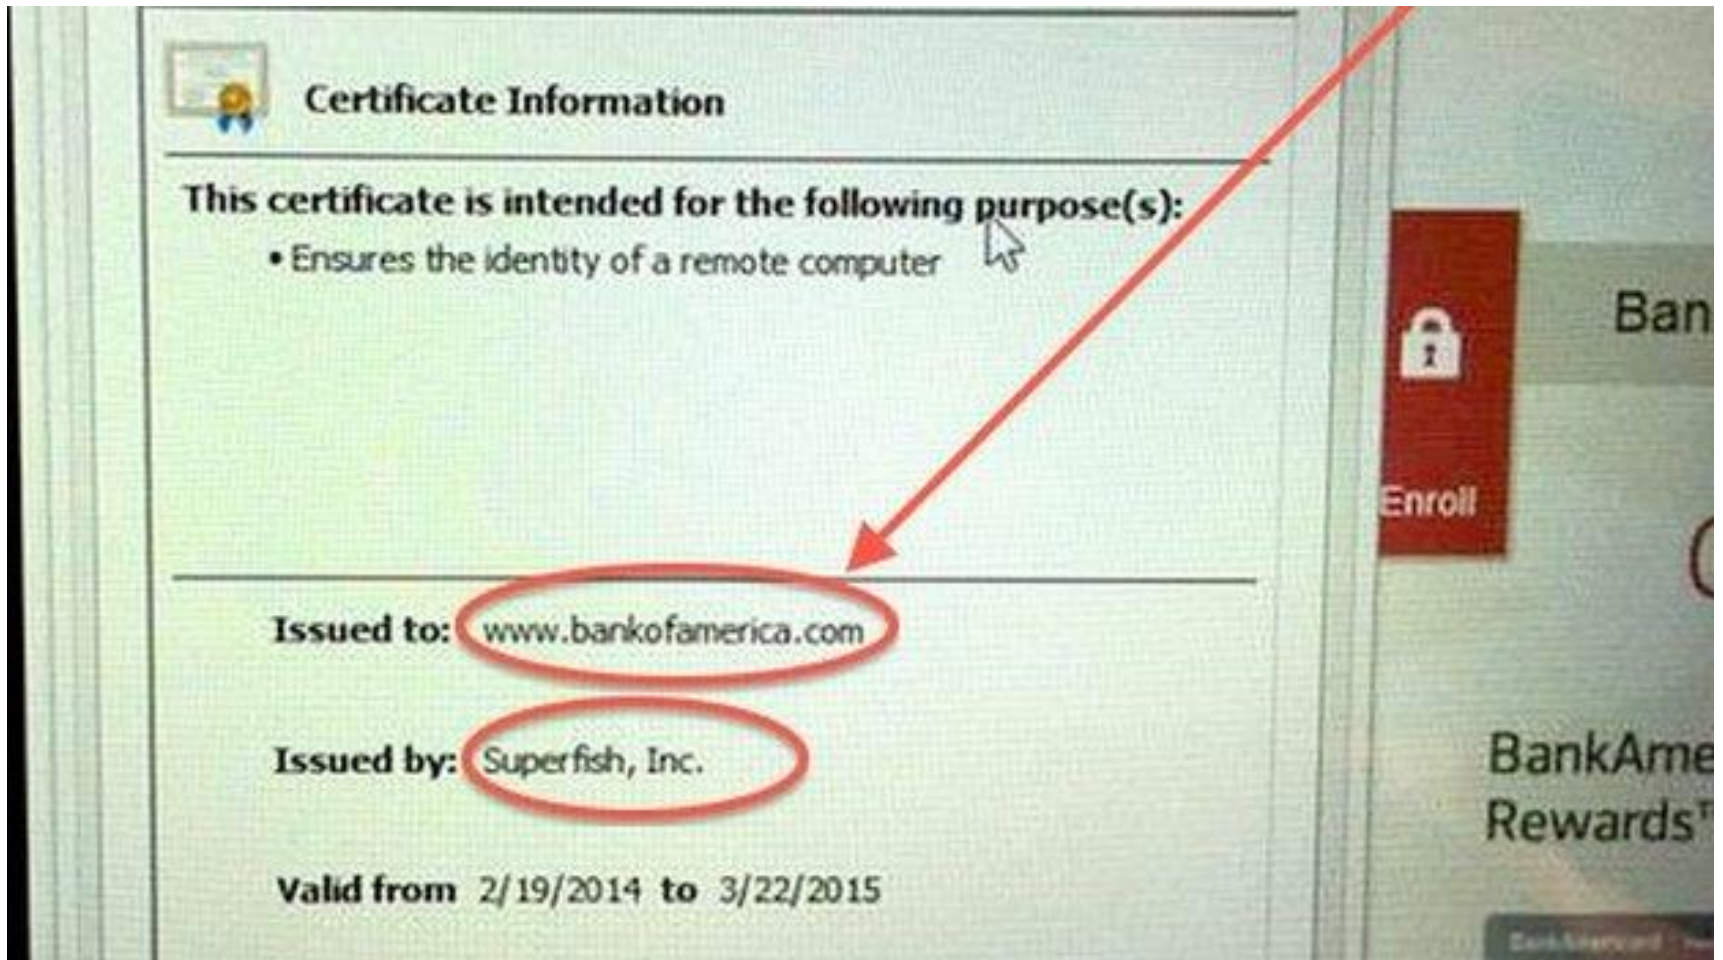 Certificate Information
This certificate is intended for the following purpose(s):
• Ensures the identity of a remote computer
Issued to: www.bankofamerica.com
Issued by: Superfish, Inc.
Valid from 2/19/2014 to 3/22/2015
Ban
Enroll
BankAme
Rewards™